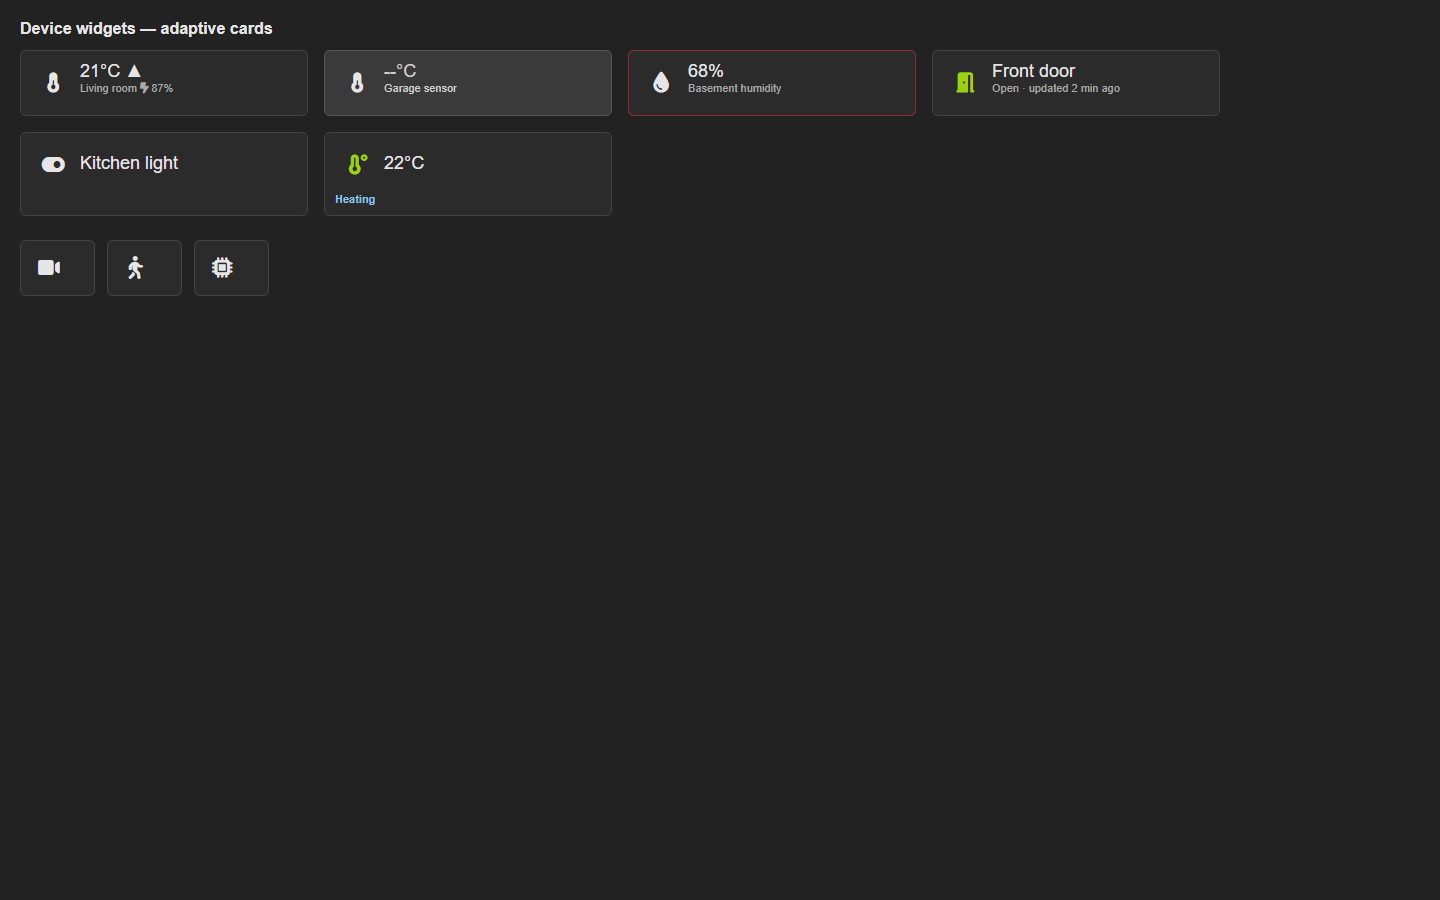 Device widgets — adaptive cards
21°C ▲
Living room 87%
--°C
Garage sensor
68%
Basement humidity
Front door
Open · updated 2 min ago
Kitchen light
22°C
Heating